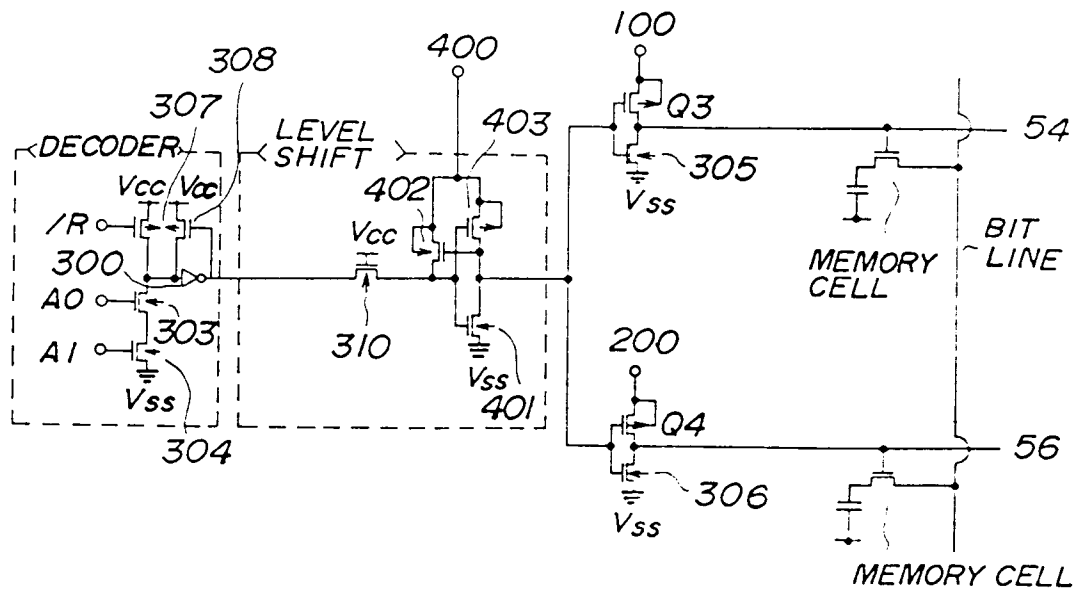 100
400
308
307
LEVEL
SHIFT
403
DECODER
Q3
54
305
VSS
402
VCC VCC
/R
VCC
BIT
LINE
MEMORY
CELL
300
A0
303
310
A1
VSS
304
VSS
401
200
Q4
56
306
VSS
MEMORY CELL